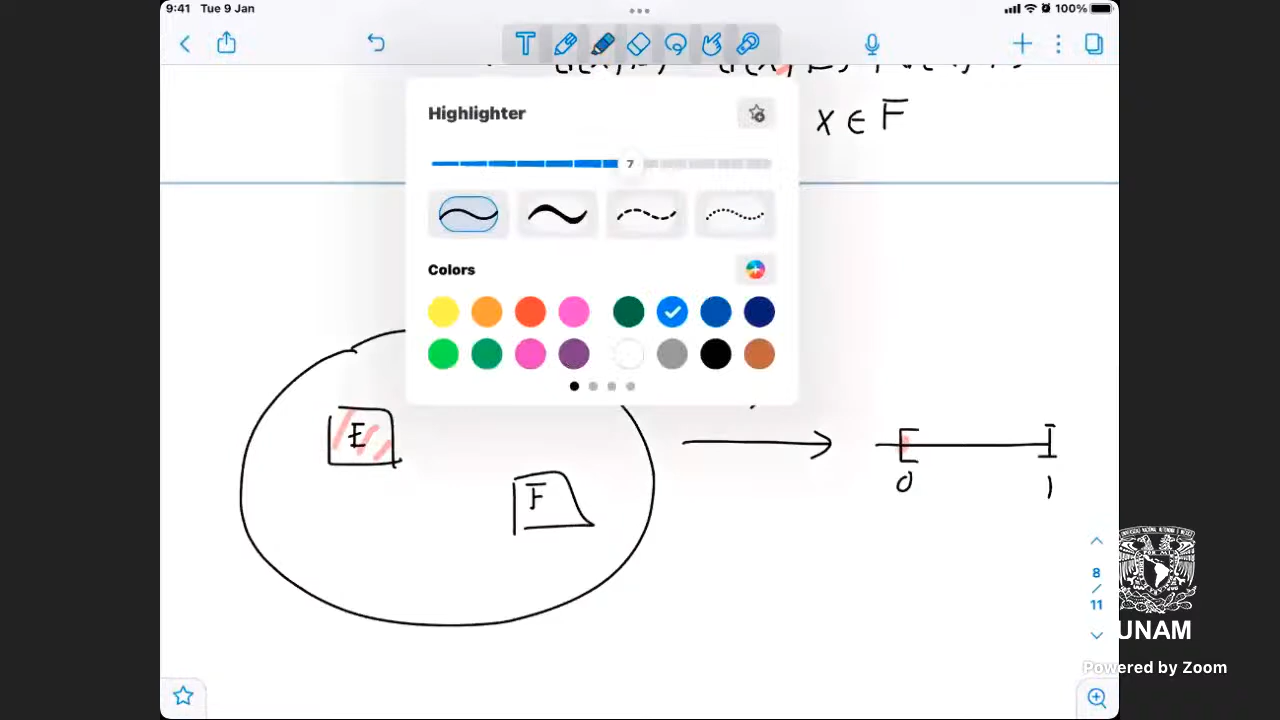 9:41 Tue 9 Jan
100%
T
Highlighter
x ∈ F
7
Colors
E
F
0
1
8
/
11
UNAM
Powered by Zoom